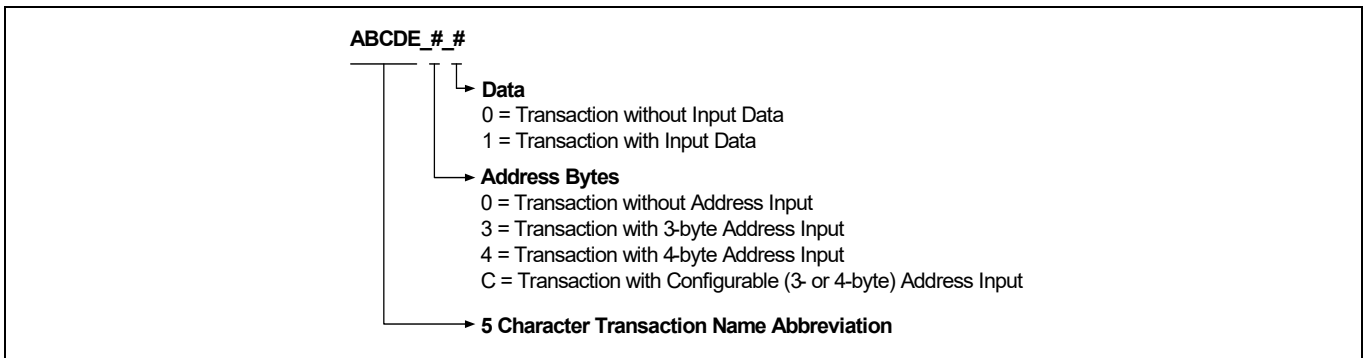 ABCDE_#_#
Data
0 = Transaction without Input Data
1 = Transaction with Input Data
Address Bytes
0 = Transaction without Address Input
3 = Transaction with 3-byte Address Input
4 = Transaction with 4-byte Address Input
C = Transaction with Configurable (3- or 4-byte) Address Input
5 Character Transaction Name Abbreviation